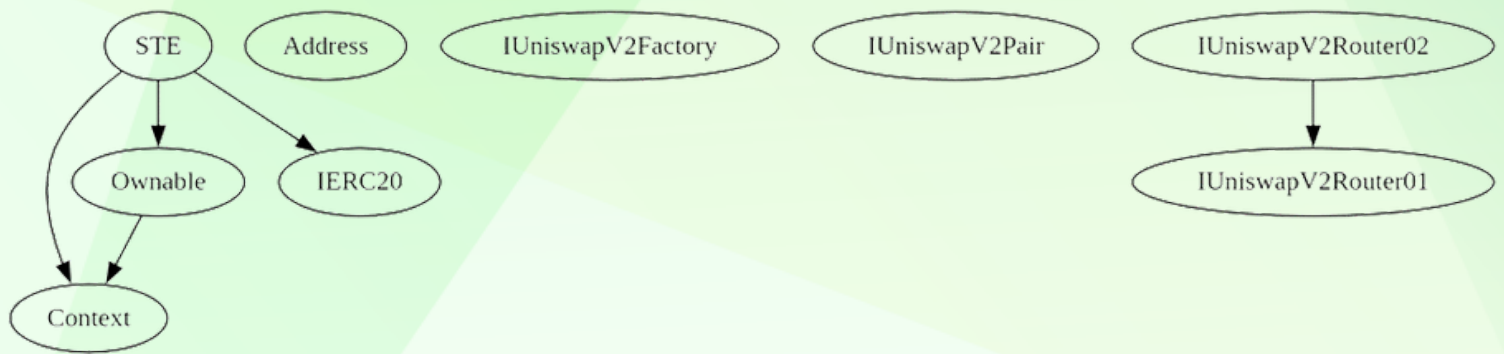 STE
Address
IUniswapV2Factory
IUniswapV2Pair
IUniswapV2Router02
Ownable
IERC20
IUniswapV2Router01
Context